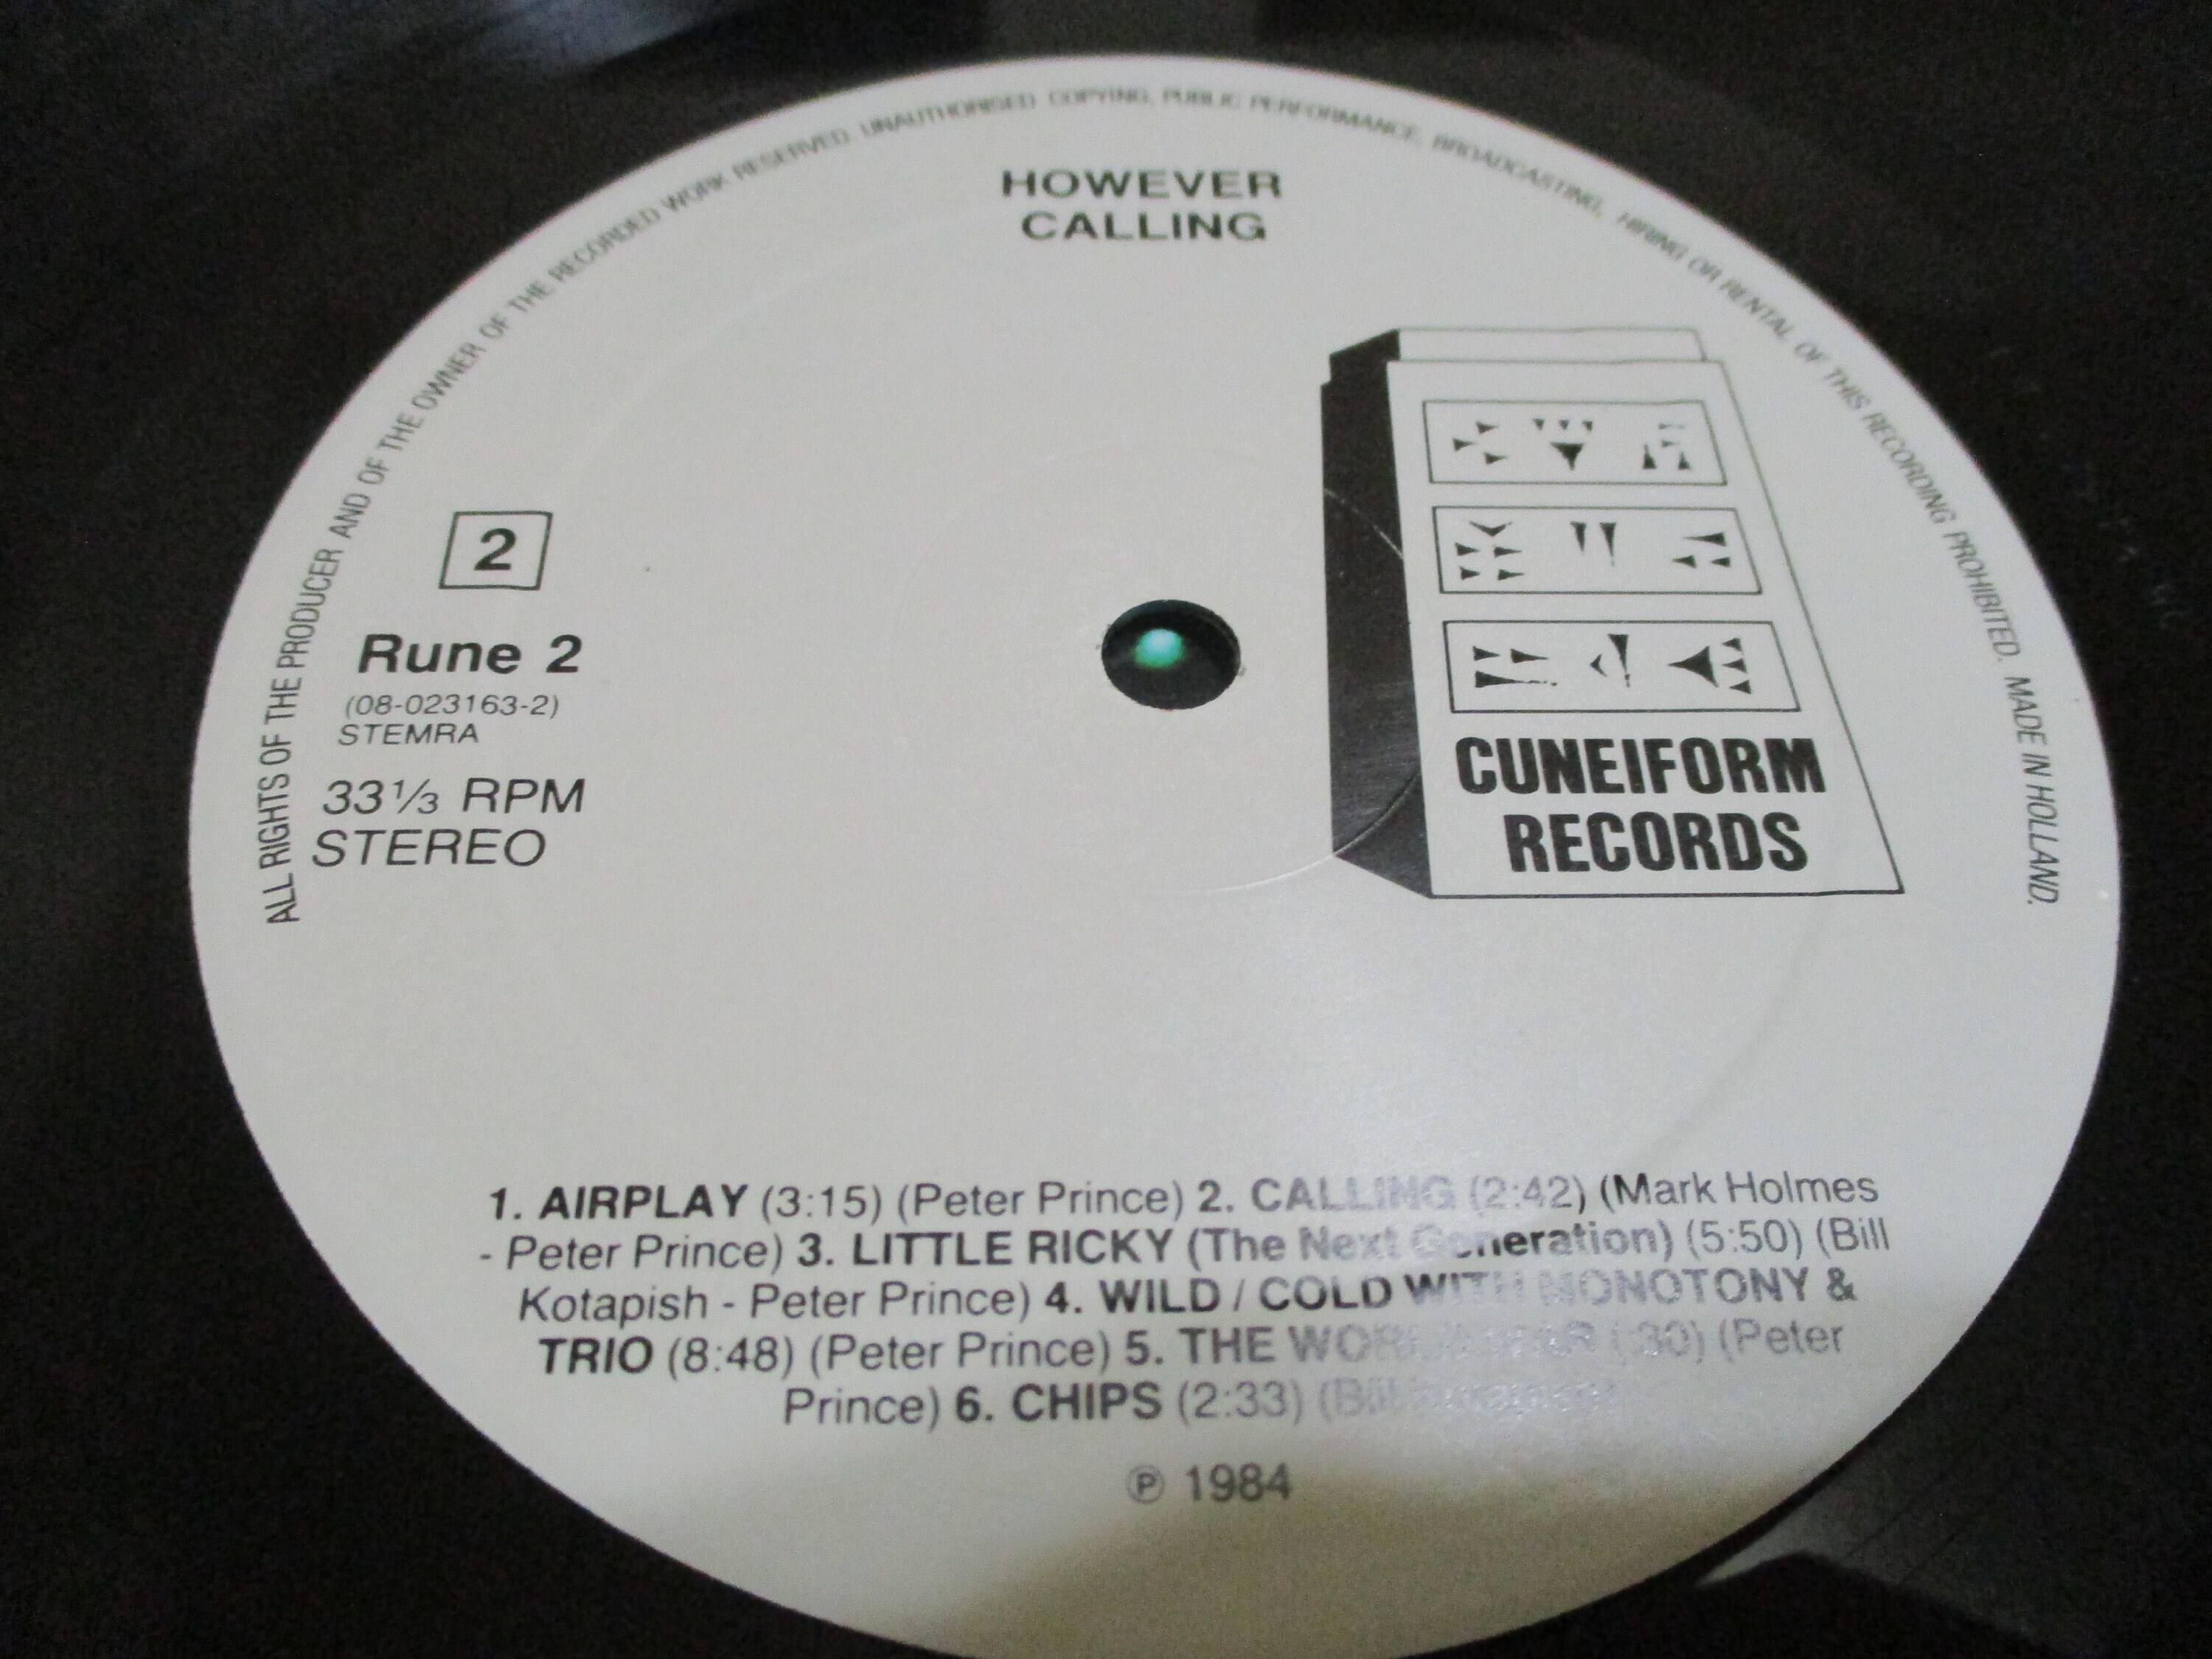 ALL RIGHTS OF THE PRODUCER AND OF THE OWNER OF THE RECORDED WORK RESERVED. UNAUTHORISED COPYING, PUBLIC PERFORMANCE, BROADCASTING, HIRING OR RENTAL OF THIS RECORDING PROHIBITED. MADE IN HOLLAND.
HOWEVER
CALLING
2
Rune 2
(08-023163-2)
STEMRA
33⅓ RPM
STEREO
CUNEIFORM
RECORDS
1. AIRPLAY (3:15) (Peter Prince) 2. CALLING (2:42) (Mark Holmes
- Peter Prince) 3. LITTLE RICKY (The Next Generation) (5:50) (Bill
Kotapish - Peter Prince) 4. WILD / COLD WITH MONOTONY &
TRIO (8:48) (Peter Prince) 5. THE (:30) (Peter
Prince) 6. CHIPS (2:33) (Bill
℗ 1984